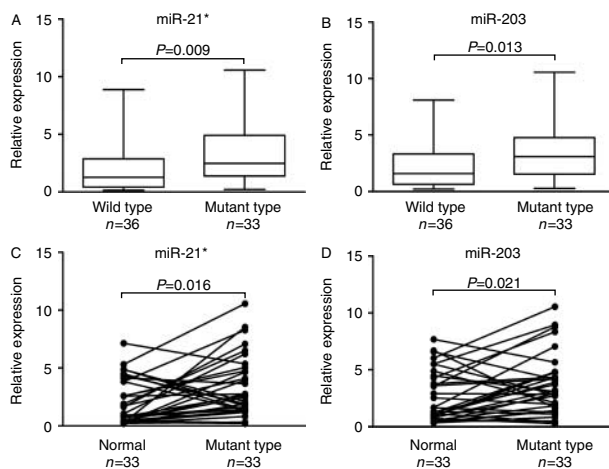 A
miR-21*
Relative expression
15
10
5
0
P=0.009
Wild type
n=36
Mutant type
n=33
B
miR-203
Relative expression
15
10
5
0
P=0.013
Wild type
n=36
Mutant type
n=33
C
miR-21*
Relative expression
15
10
5
0
P=0.016
Normal
n=33
Mutant type
n=33
D
miR-203
Relative expression
15
10
5
0
P=0.021
Normal
n=33
Mutant type
n=33